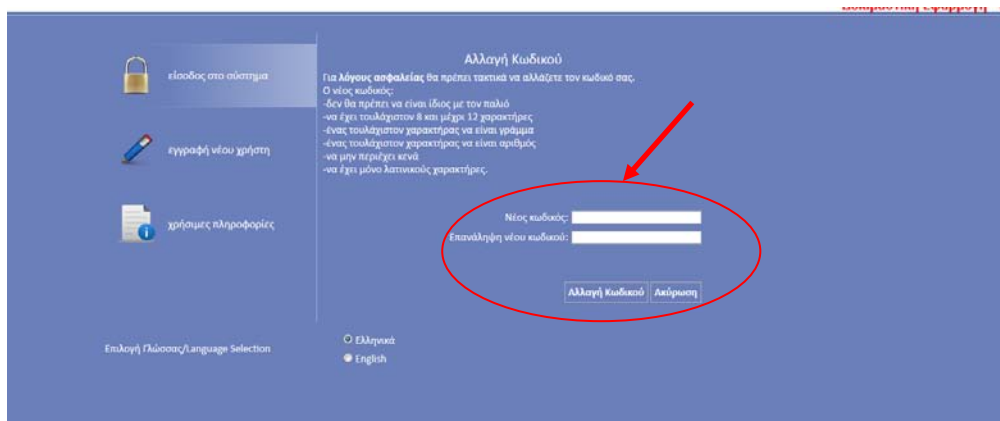 Αλλαγή Κωδικού
είσοδος στο σύστημα
Για λόγους ασφαλείας θα πρέπει τακτικά να αλλάζετε τον κωδικό σας.
Ο νέος κωδικός:
-δεν θα πρέπει να είναι ίδιος με τον παλιό
-να έχει τουλάχιστον 8 και μέχρι 12 χαρακτήρες
-ένας τουλάχιστον χαρακτήρας να είναι γράμμα
-ένας τουλάχιστον χαρακτήρας να είναι αριθμός
-να μην περιέχει κενά
-να έχει μόνο λατινικούς χαρακτήρες.
εγγραφή νέου χρήστη
χρήσιμες πληροφορίες
Νέος κωδικός:
Επανάληψη νέου κωδικού:
Αλλαγή Κωδικού Ακύρωση
Επιλογή Γλώσσας/Language Selection
Ελληνικά
English